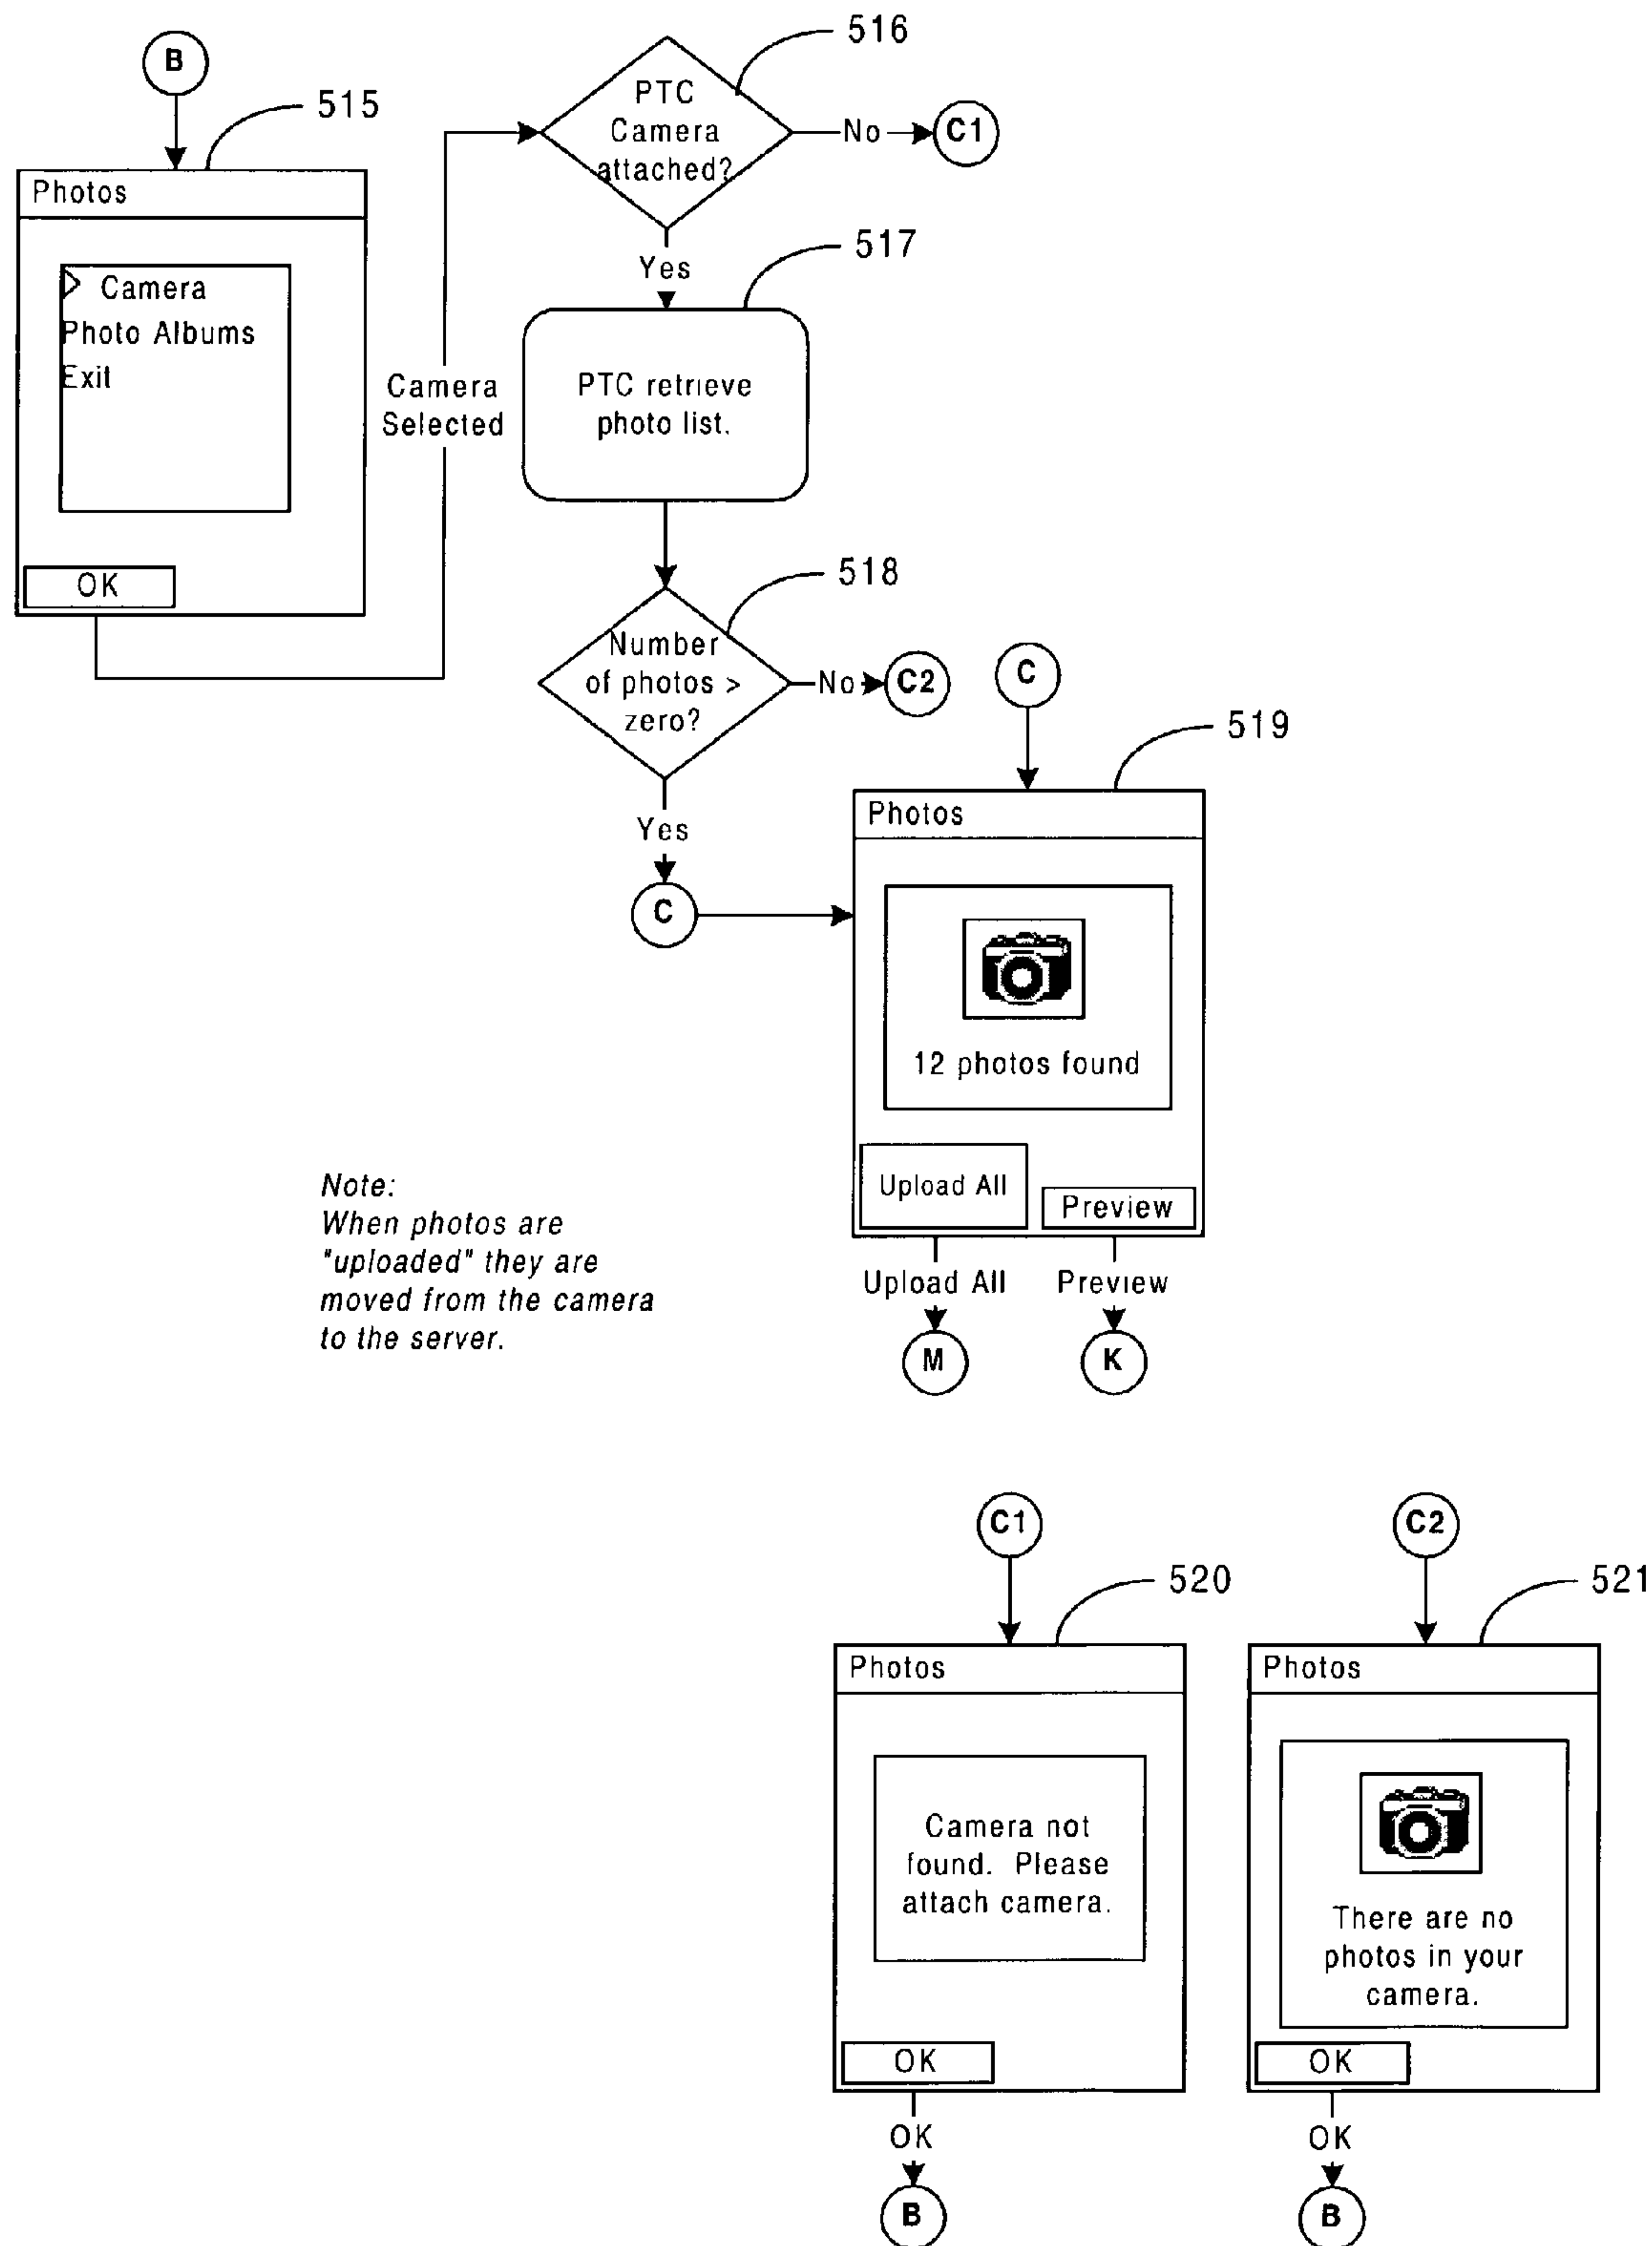 B
515
Photos
Camera
Photo Albums
Exit
OK
Camera
Selected
516
PTC
Camera
attached?
No
C1
Yes
517
PTC retrieve
photo list.
518
Number
of photos >
zero?
No
C2
Yes
C
C
519
Photos
12 photos found
Upload All
Preview
Upload All
Preview
M
K
Note:
When photos are
"uploaded" they are
moved from the camera
to the server.
C1
520
Photos
Camera not
found. Please
attach camera.
OK
OK
B
C2
521
Photos
There are no
photos in your
camera.
OK
OK
B